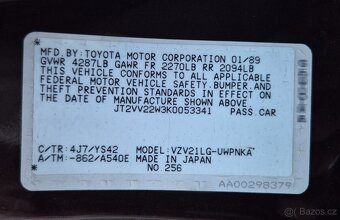 MFD.BY:TOYOTA MOTOR CORPORATION 01/89
GVWR 4287LB GAWR FR 2270LB RR 2094LB
THIS VEHICLE CONFORMS TO ALL APPLICABLE
FEDERAL MOTOR VEHICLE SAFETY.BUMPER.AND
THEFT PREVENTION STANDARDS IN EFFECT ON
THE DATE OF MANUFACTURE SHOWN ABOVE.
JT2VV22W3K0053341 PASS.CAR
C/TR: 4J7/YS42 MODEL:VZV21LG-UWPNKA
A/TM: -862/A540E MADE IN JAPAN
NO 256
AA00298379
Bazoš.cz